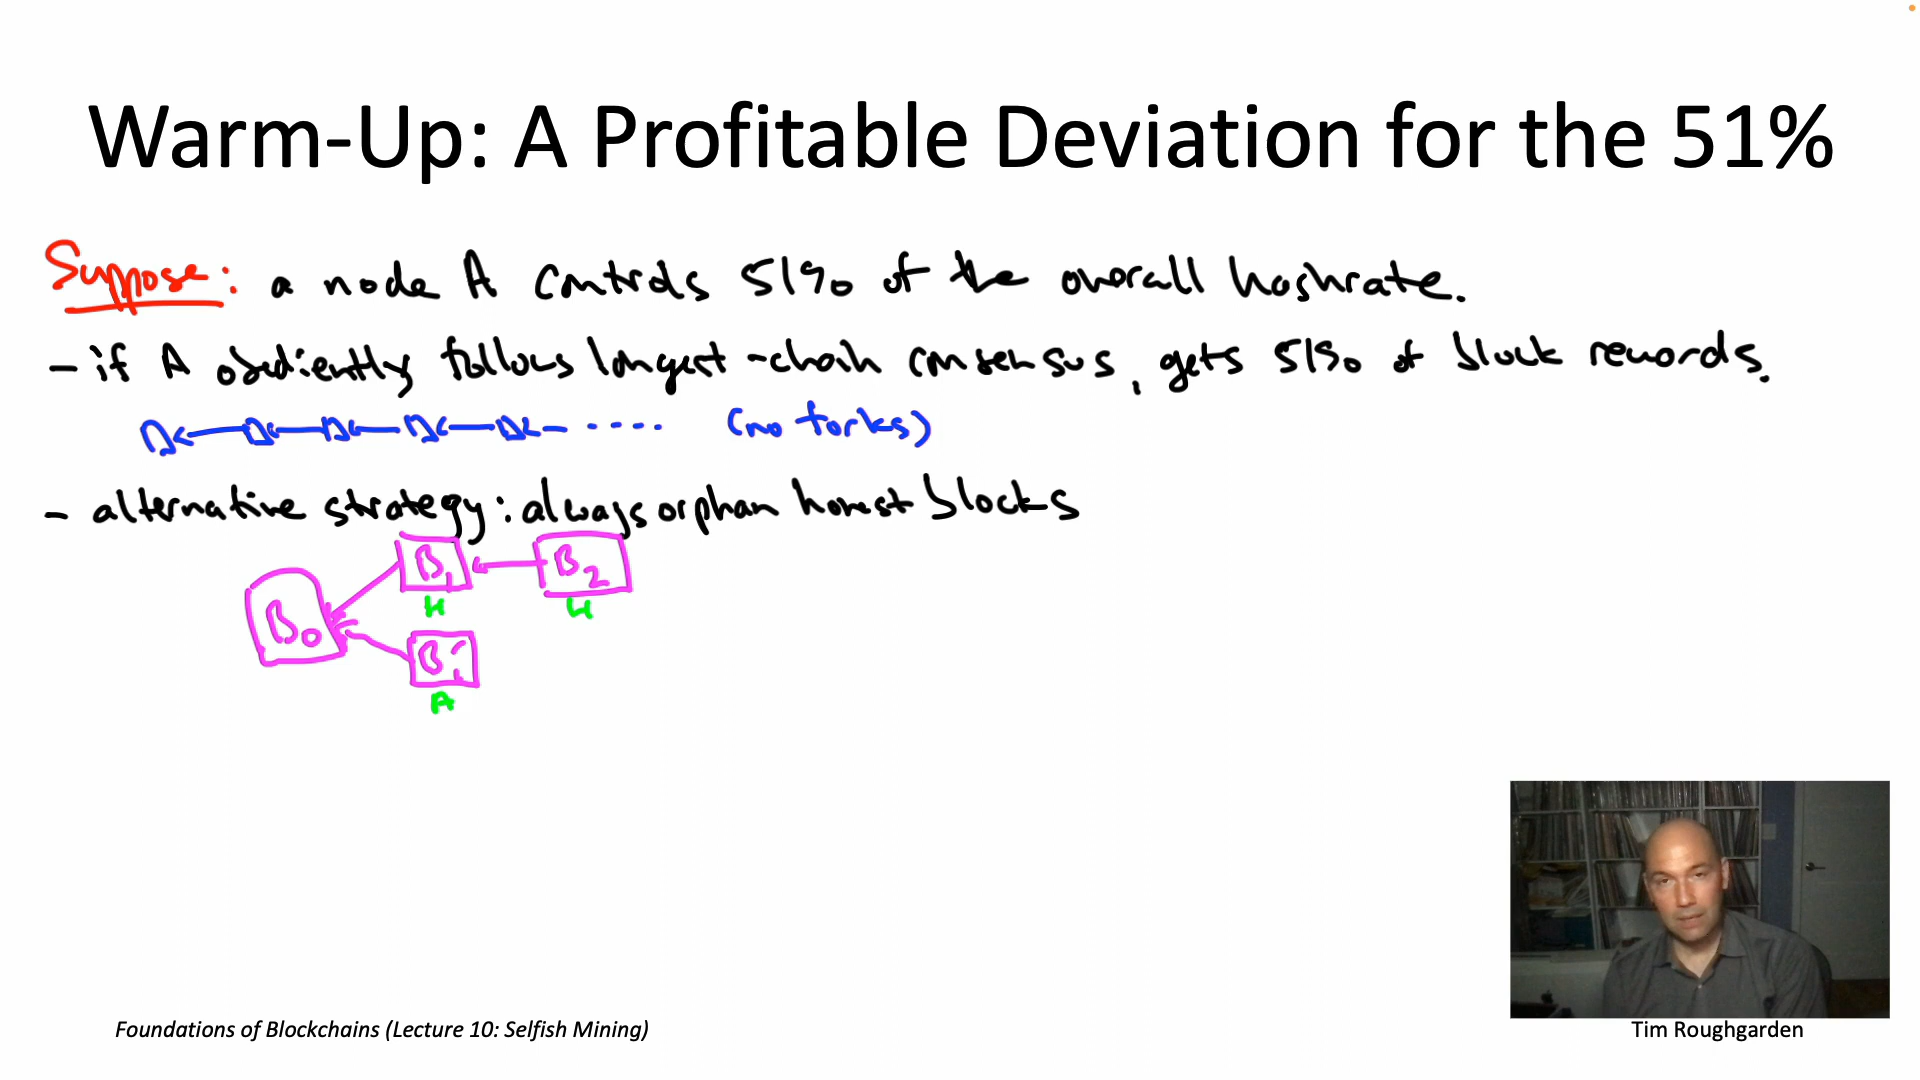 Warm-Up: A Profitable Deviation for the 51%
Suppose: a node A controls 51% of the overall hashrate.
- if A obediently follows longest-chain consensus, gets 51% of block rewards.
(no forks)
- alternative strategy: always orphan honest blocks
B1 B2
H H
B0
B1'
A
Foundations of Blockchains (Lecture 10: Selfish Mining)
Tim Roughgarden